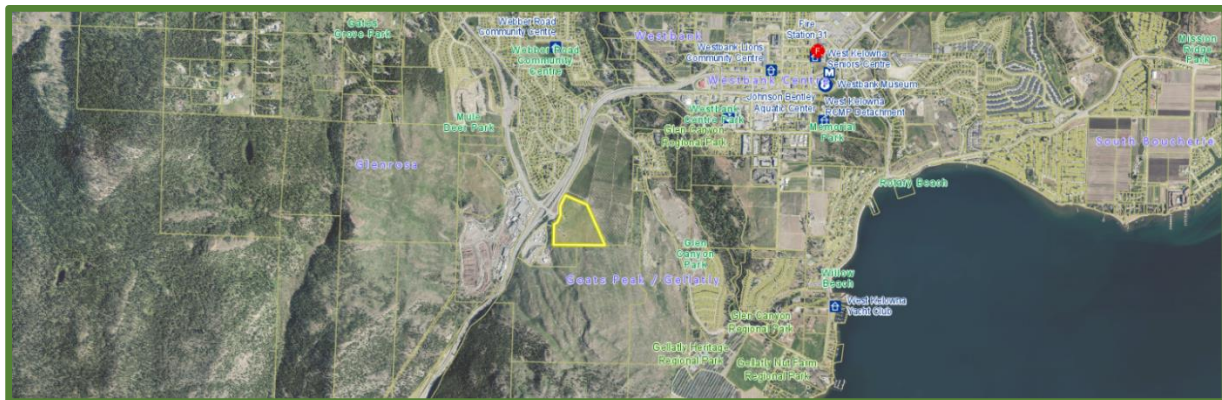 Gates
Grove Park
Webber Road
Community Centre
Webber Road
Community
Centre
Westbank
Fire
Station 31
Westbank Lions
Community Centre
West Kelowna
Seniors Centre
Mission
Ridge
Park
Westbank Centre
M
Westbank Museum
F
Johnson Bentley
Aquatic Center
West Kelowna
RCMP Detachment
Westbank
Centre Park
Memorial
Park
Mule
Deer Park
Glen Canyon
Regional Park
South Boucherie
Glenrosa
Rotary Beach
Glen
Canyon
Park
Goats Peak / Gellatly
Willow
Beach
West Kelowna
Yacht Club
Glen Canyon
Regional Park
Gellatly Heritage
Regional Park
Gellatly Nut Farm
Regional Park